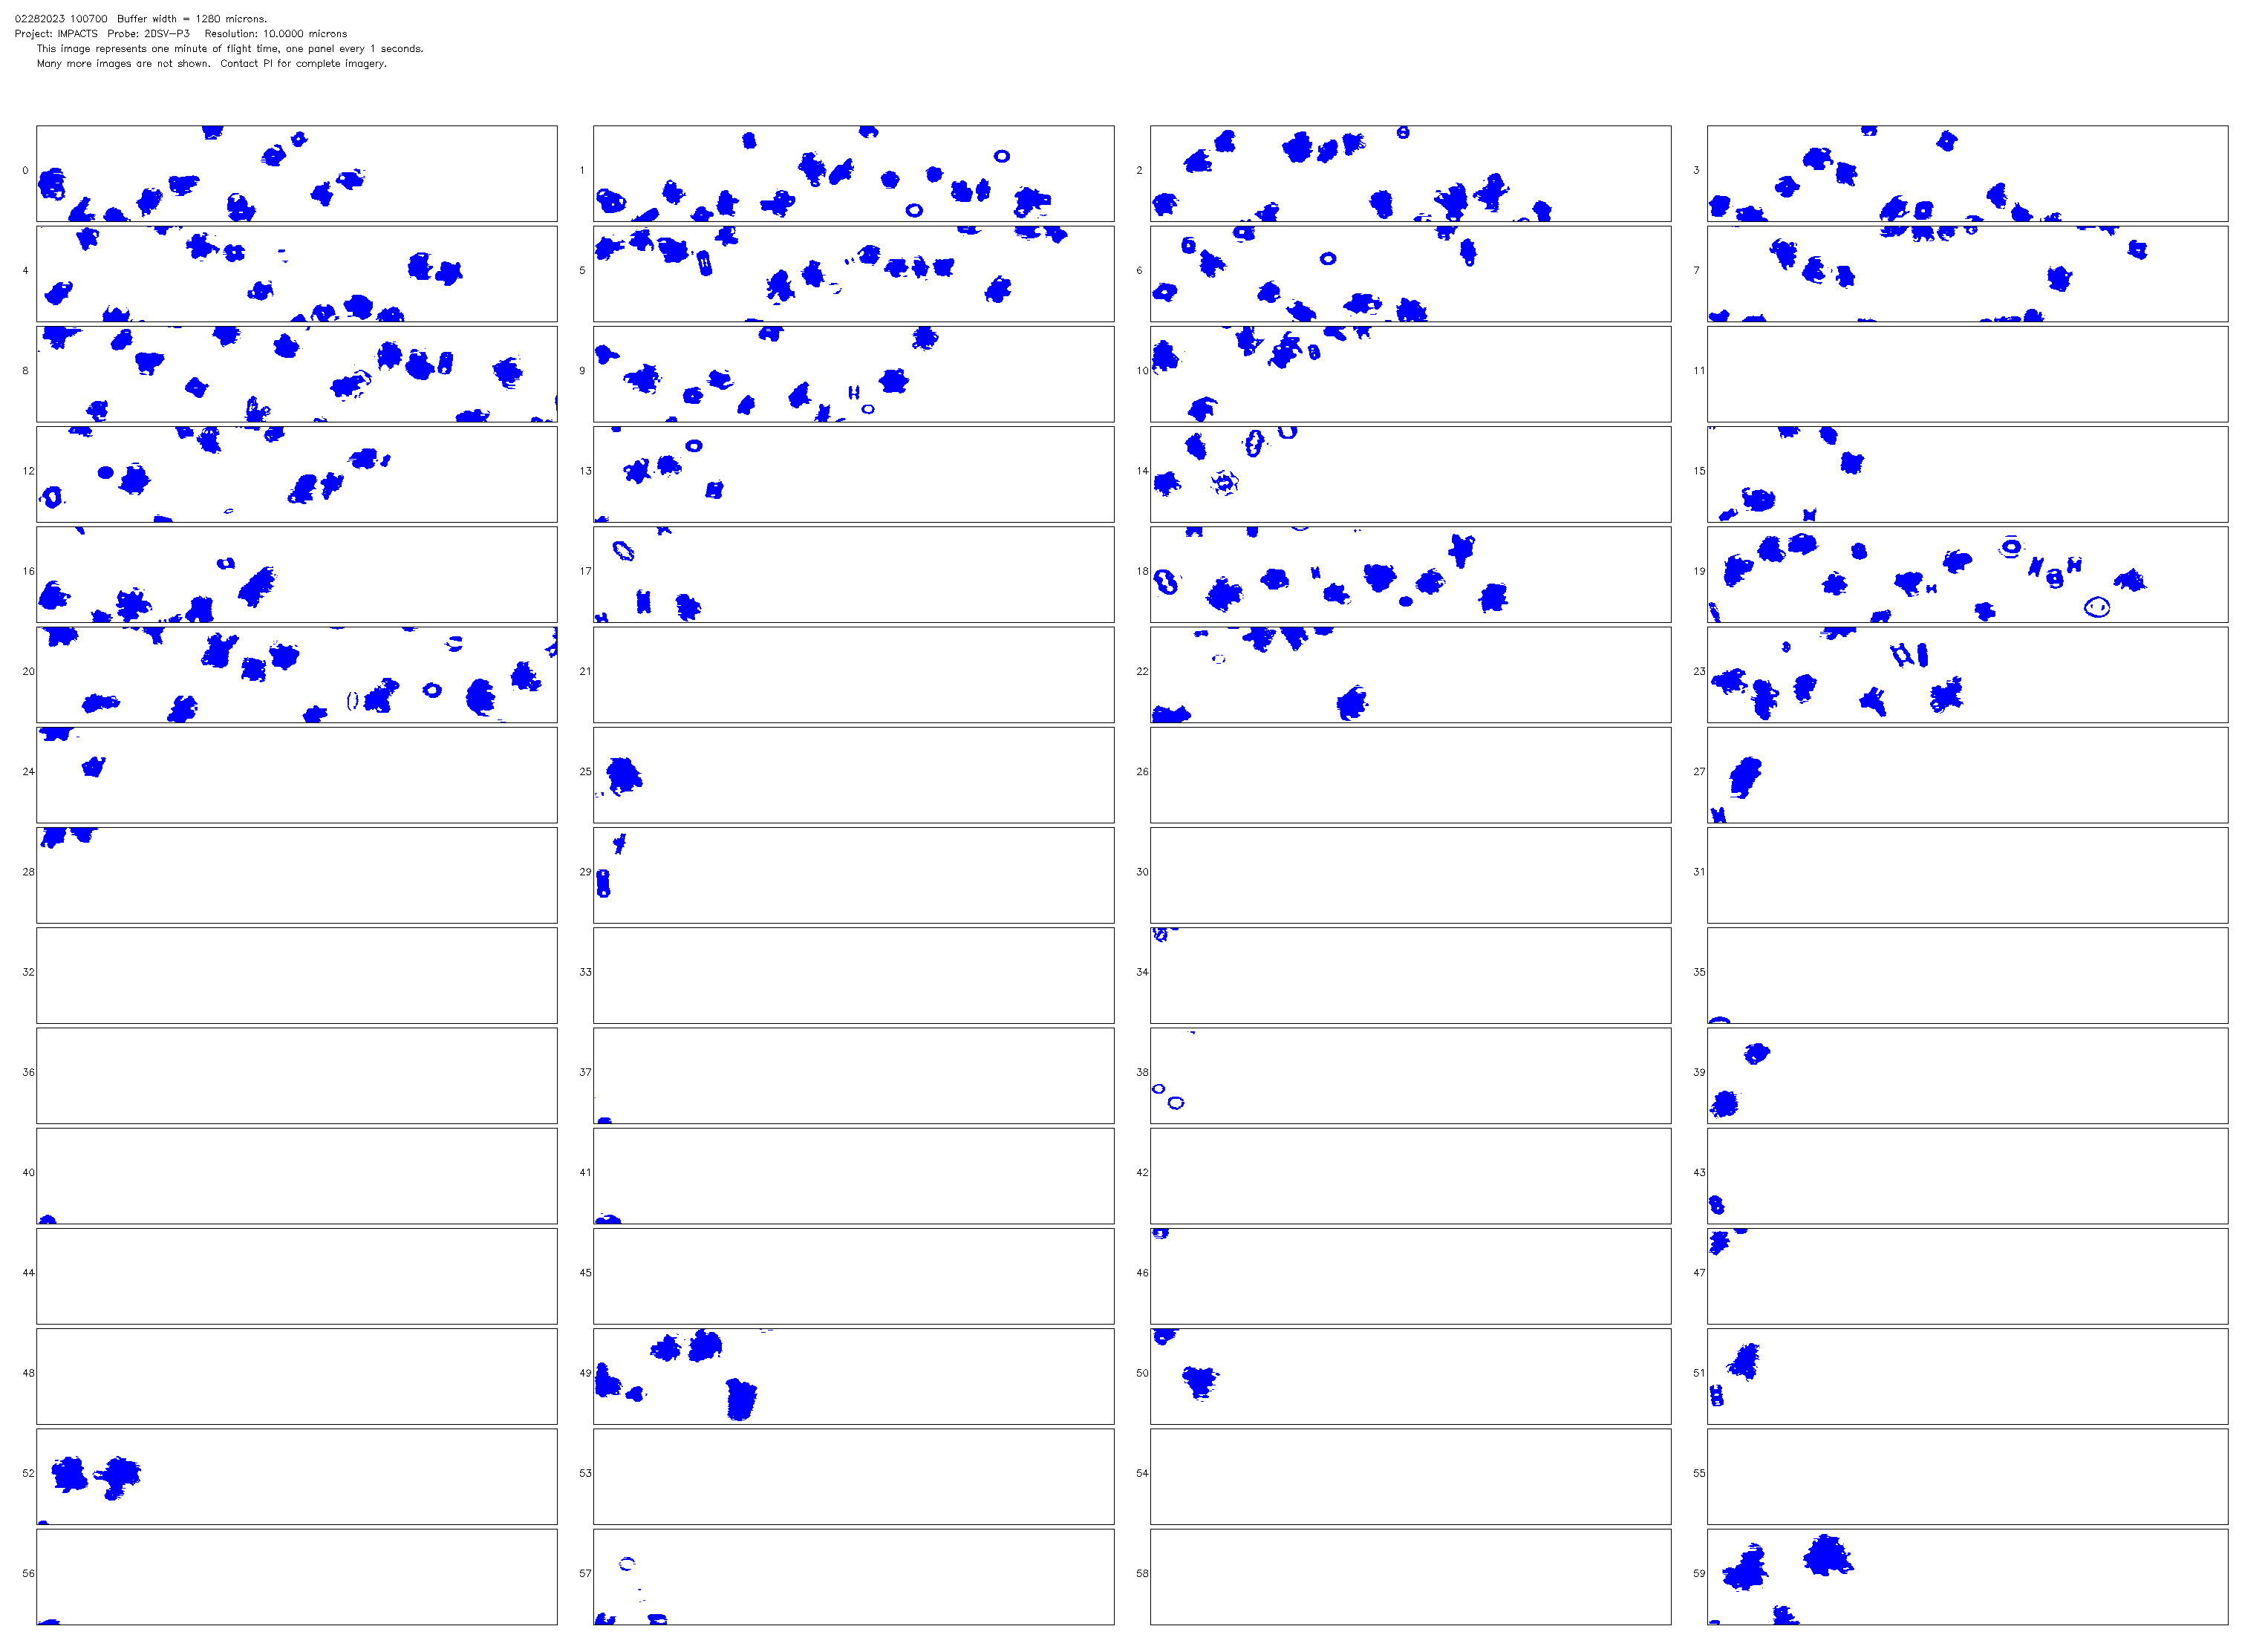 02282023 100700 Buffer width = 1280 microns.
Project: IMPACTS Probe: 2DSV-P3 Resolution: 10.0000 microns
This image represents one minute of flight time, one panel every 1 seconds.
Many more images are not shown. Contact PI for complete imagery.
0 1 2 3
4 5 6 7
8 9 10 11
12 13 14 15
16 17 18 19
20 21 22 23
24 25 26 27
28 29 30 31
32 33 34 35
36 37 38 39
40 41 42 43
44 45 46 47
48 49 50 51
52 53 54 55
56 57 58 59